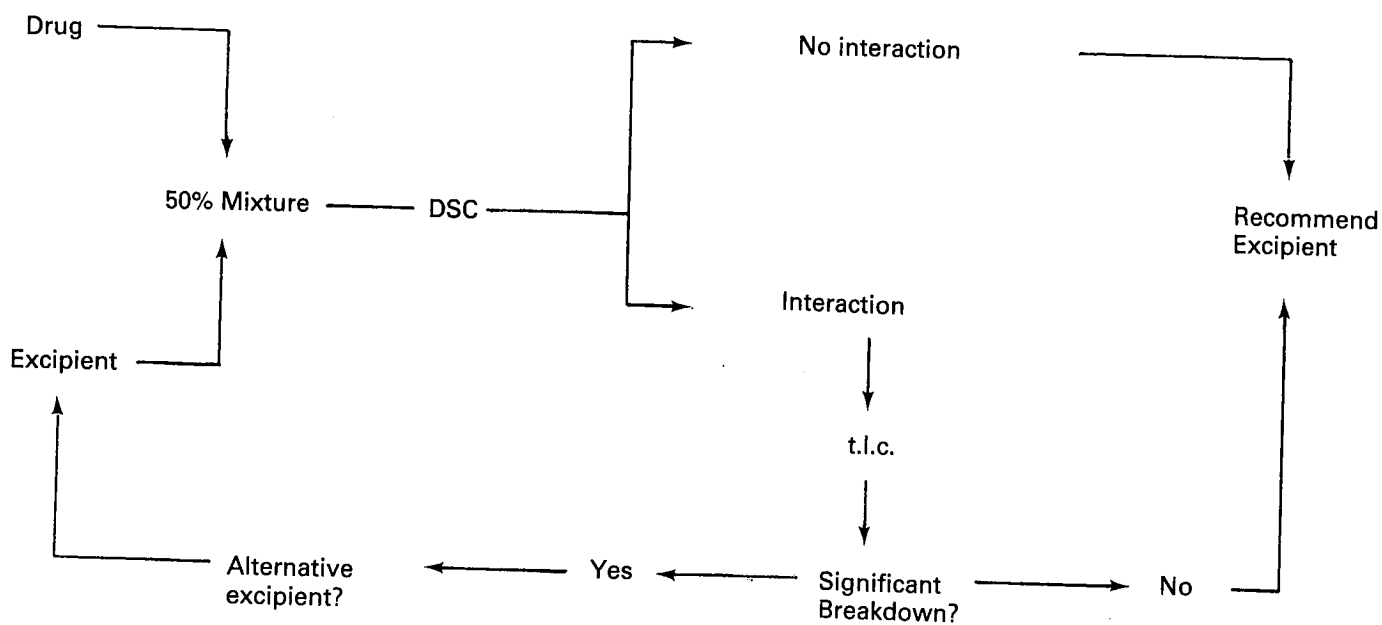 Drug
No interaction
50% Mixture
DSC
Recommend
Excipient
Interaction
Excipient
t.l.c.
Alternative
excipient?
Yes
Significant
Breakdown?
No